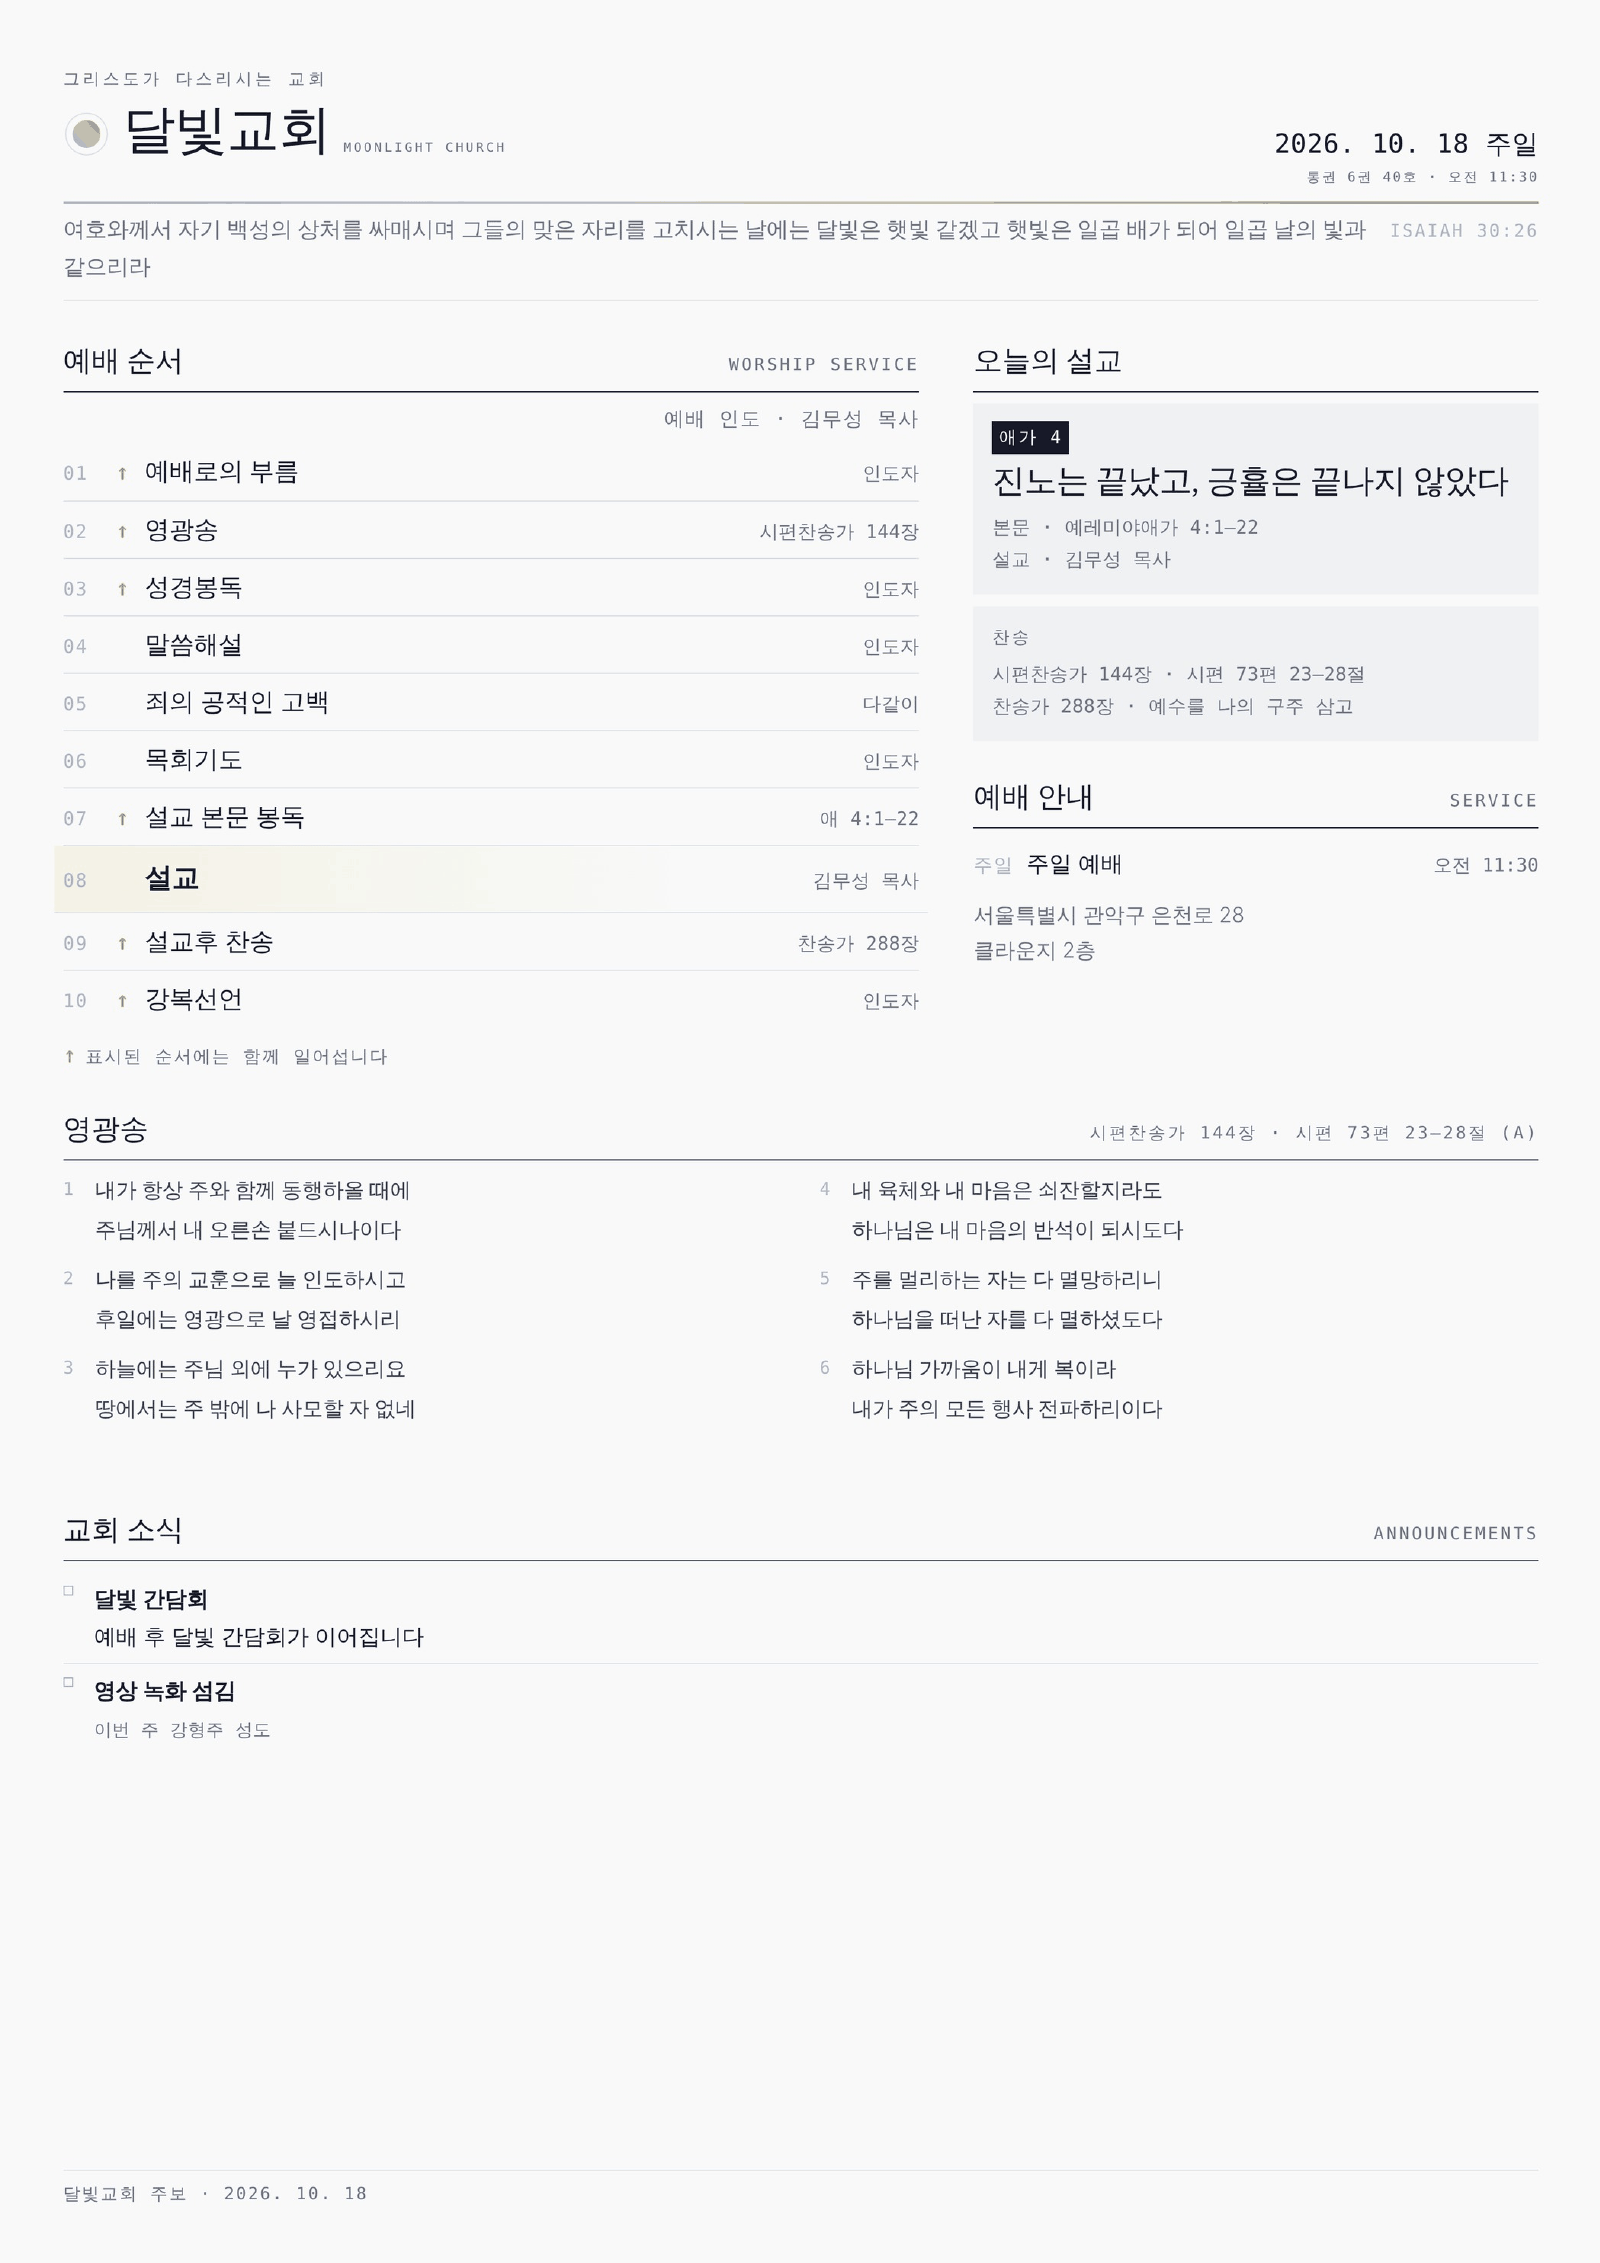 그리스도가 다스리시는 교회
달빛교회 MOONLIGHT CHURCH
2026. 10. 18 주일
통권 6권 40호 · 오전 11:30
여호와께서 자기 백성의 상처를 싸매시며 그들의 맞은 자리를 고치시는 날에는 달빛은 햇빛 같겠고 햇빛은 일곱 배가 되어 일곱 날의 빛과 ISAIAH 30:26
같으리라
예배 순서 WORSHIP SERVICE
예배 인도 · 김무성 목사
01 ↑ 예배로의 부름 인도자
02 ↑ 영광송 시편찬송가 144장
03 ↑ 성경봉독 인도자
04 말씀해설 인도자
05 죄의 공적인 고백 다같이
06 목회기도 인도자
07 ↑ 설교 본문 봉독 애 4:1–22
08 설교 김무성 목사
09 ↑ 설교후 찬송 찬송가 288장
10 ↑ 강복선언 인도자
↑ 표시된 순서에는 함께 일어섭니다
오늘의 설교
애가 4
진노는 끝났고, 긍휼은 끝나지 않았다
본문 · 예레미야애가 4:1–22
설교 · 김무성 목사
찬송
시편찬송가 144장 · 시편 73편 23–28절
찬송가 288장 · 예수를 나의 구주 삼고
예배 안내 SERVICE
주일 주일 예배 오전 11:30
서울특별시 관악구 은천로 28
클라운지 2층
영광송 시편찬송가 144장 · 시편 73편 23–28절 (A)
1 내가 항상 주와 함께 동행하올 때에
주님께서 내 오른손 붙드시나이다
2 나를 주의 교훈으로 늘 인도하시고
후일에는 영광으로 날 영접하시리
3 하늘에는 주님 외에 누가 있으리요
땅에서는 주 밖에 나 사모할 자 없네
4 내 육체와 내 마음은 쇠잔할지라도
하나님은 내 마음의 반석이 되시도다
5 주를 멀리하는 자는 다 멸망하리니
하나님을 떠난 자를 다 멸하셨도다
6 하나님 가까움이 내게 복이라
내가 주의 모든 행사 전파하리이다
교회 소식 ANNOUNCEMENTS
□ 달빛 간담회
예배 후 달빛 간담회가 이어집니다
□ 영상 녹화 섬김
이번 주 강형주 성도
달빛교회 주보 · 2026. 10. 18